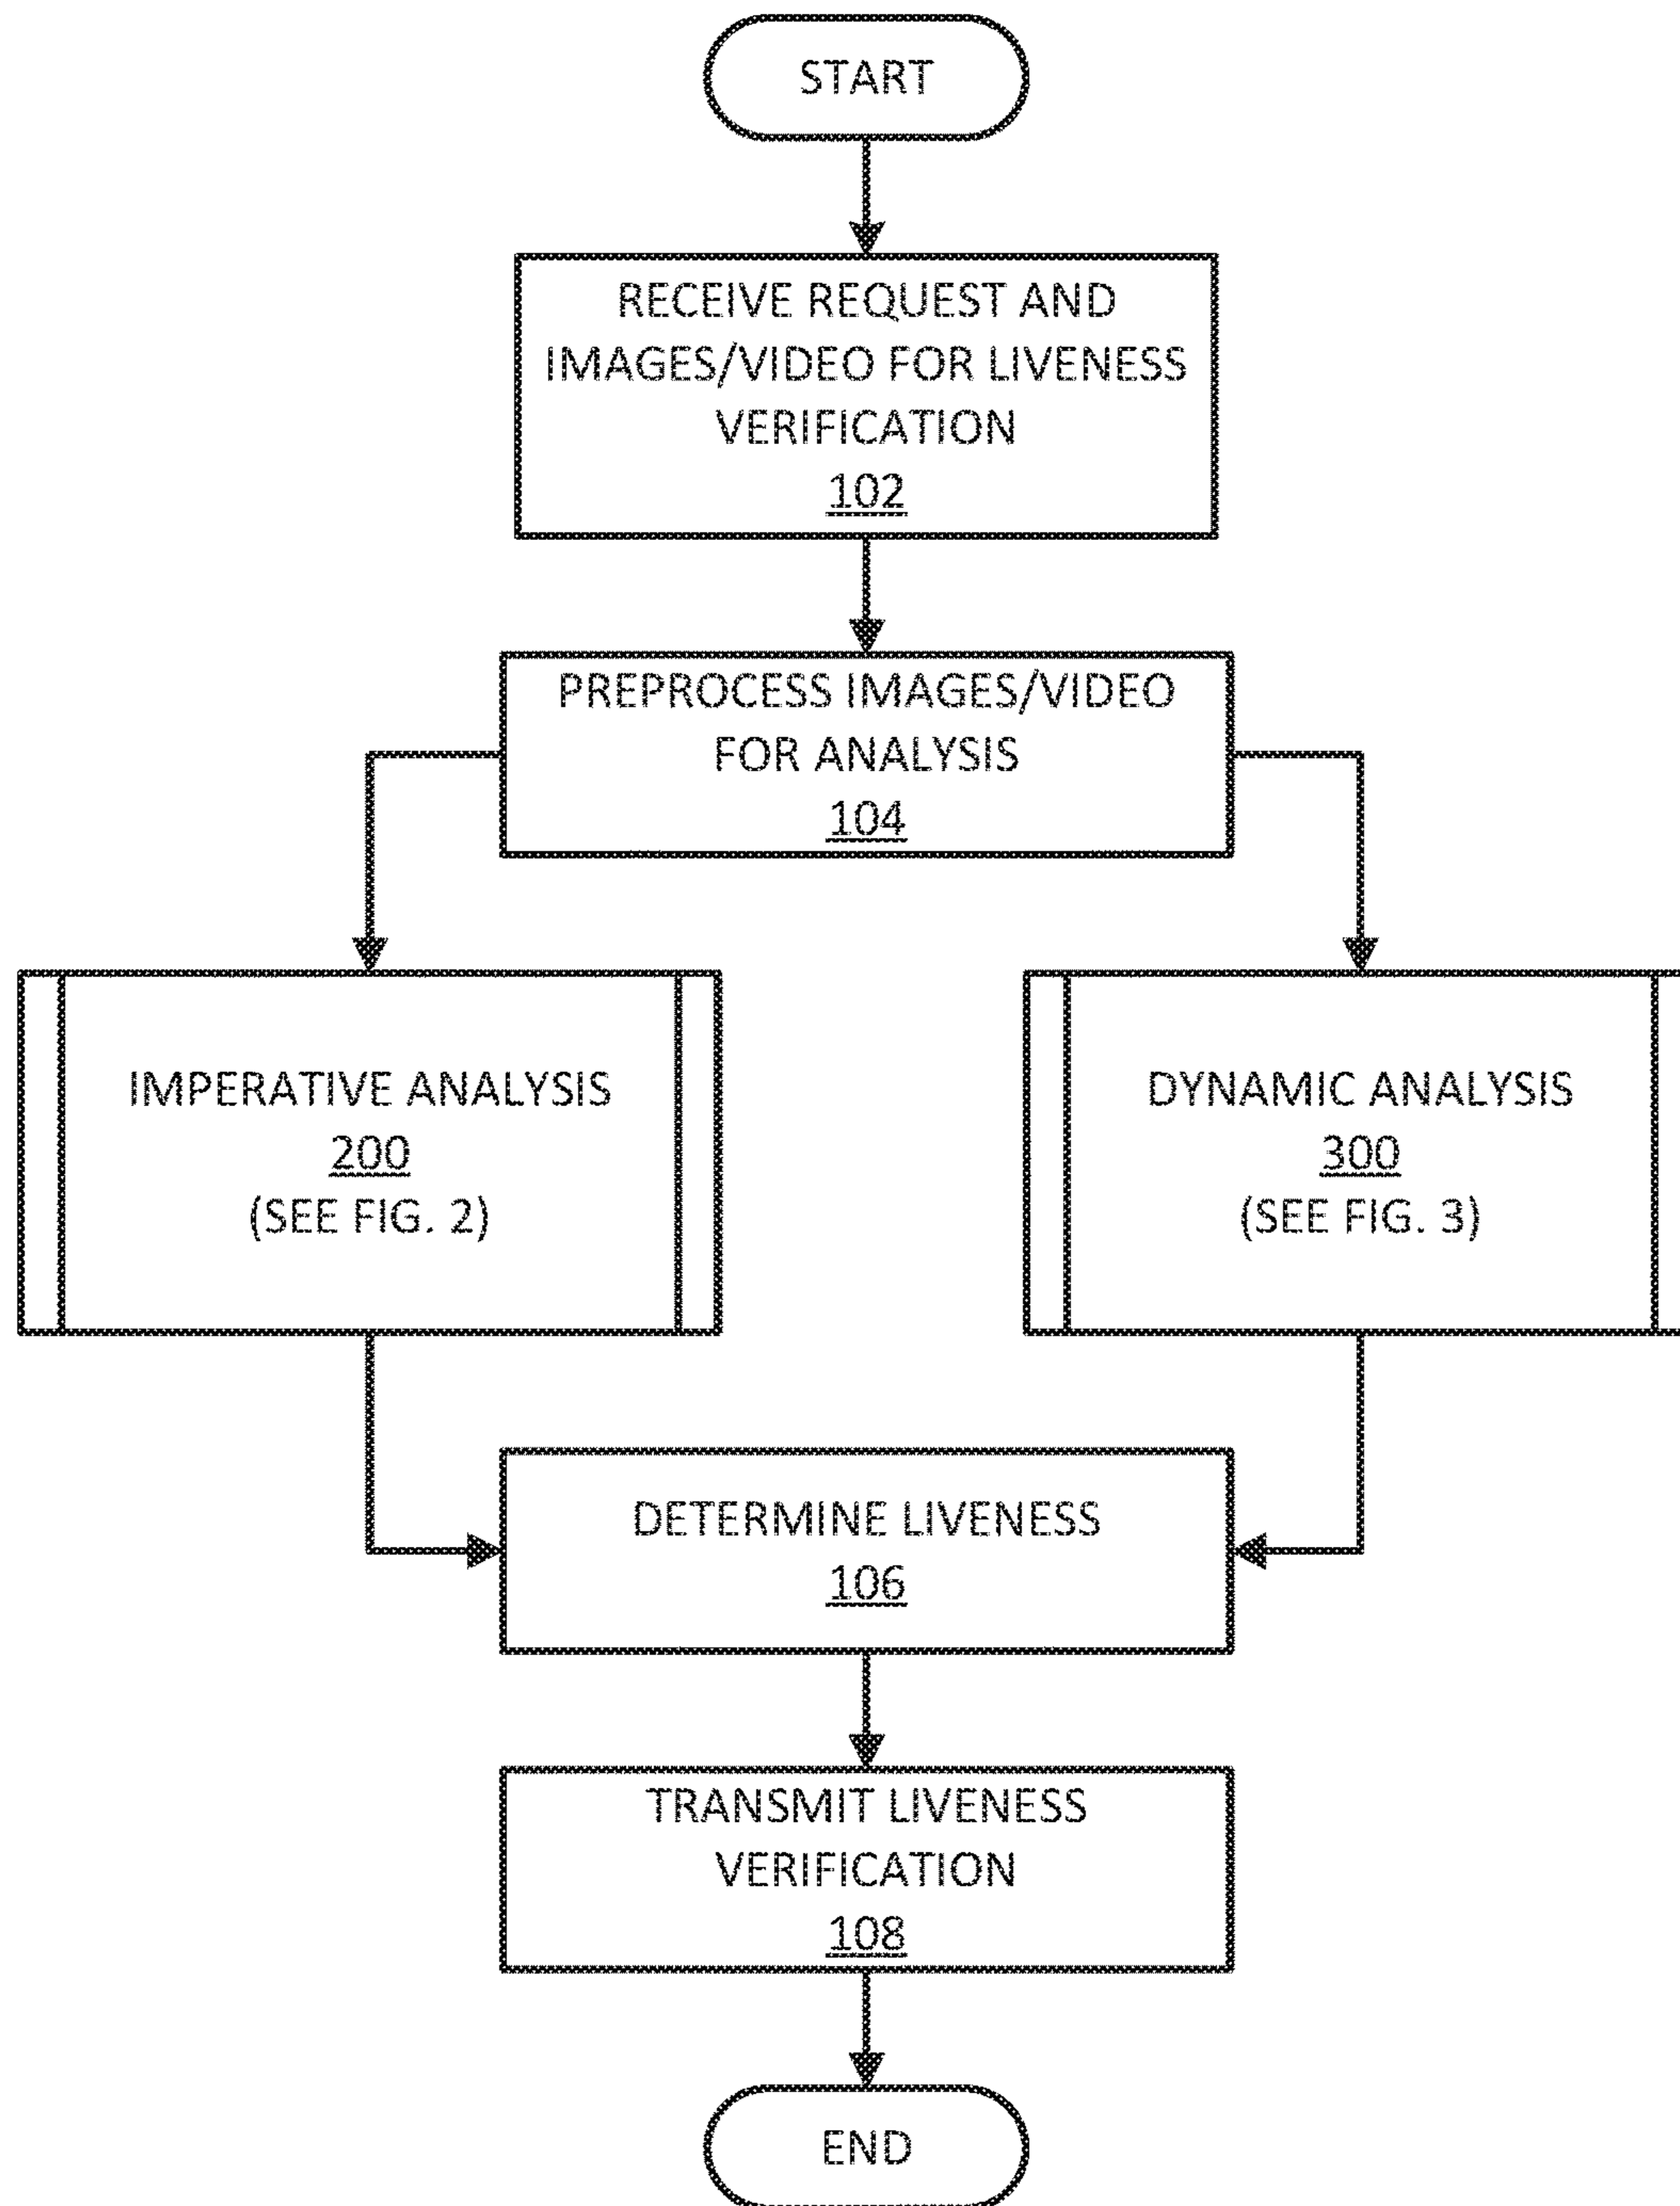 START
RECEIVE REQUEST AND
IMAGES/VIDEO FOR LIVENESS
VERIFICATION
102
PREPROCESS IMAGES/VIDEO
FOR ANALYSIS
104
IMPERATIVE ANALYSIS
200
(SEE FIG. 2)
DYNAMIC ANALYSIS
300
(SEE FIG. 3)
DETERMINE LIVENESS
106
TRANSMIT LIVENESS
VERIFICATION
108
END